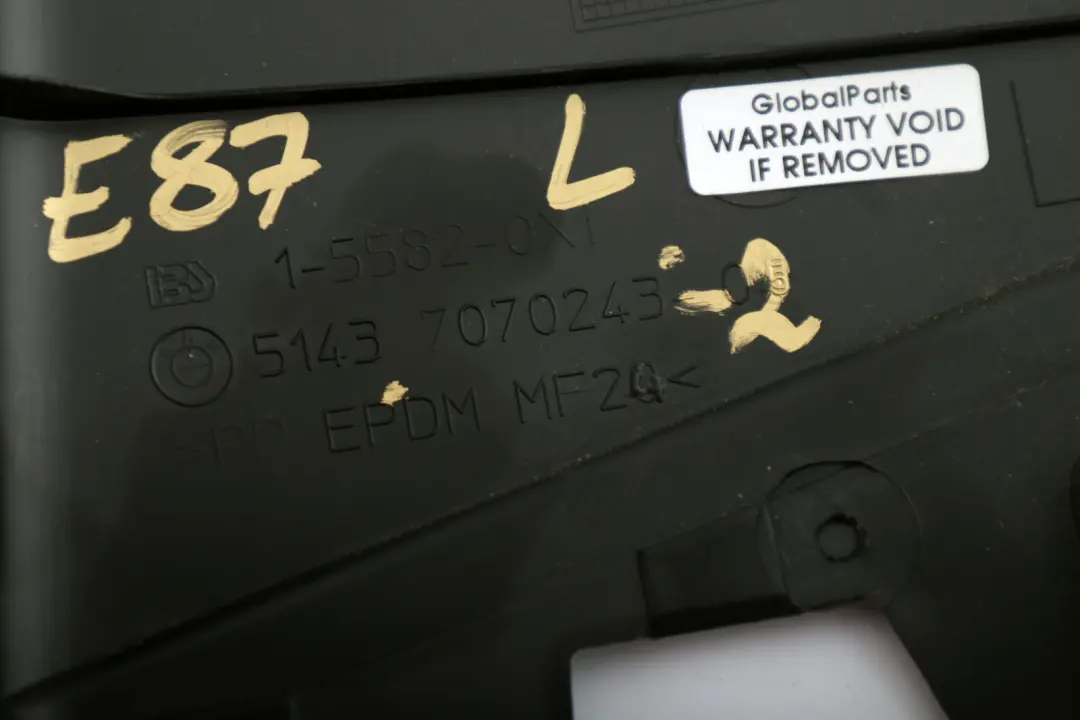 E87 L
GlobalParts
WARRANTY VOID
IF REMOVED
1-5582-0X1
5143 7070243
-2
EPDM MF20<